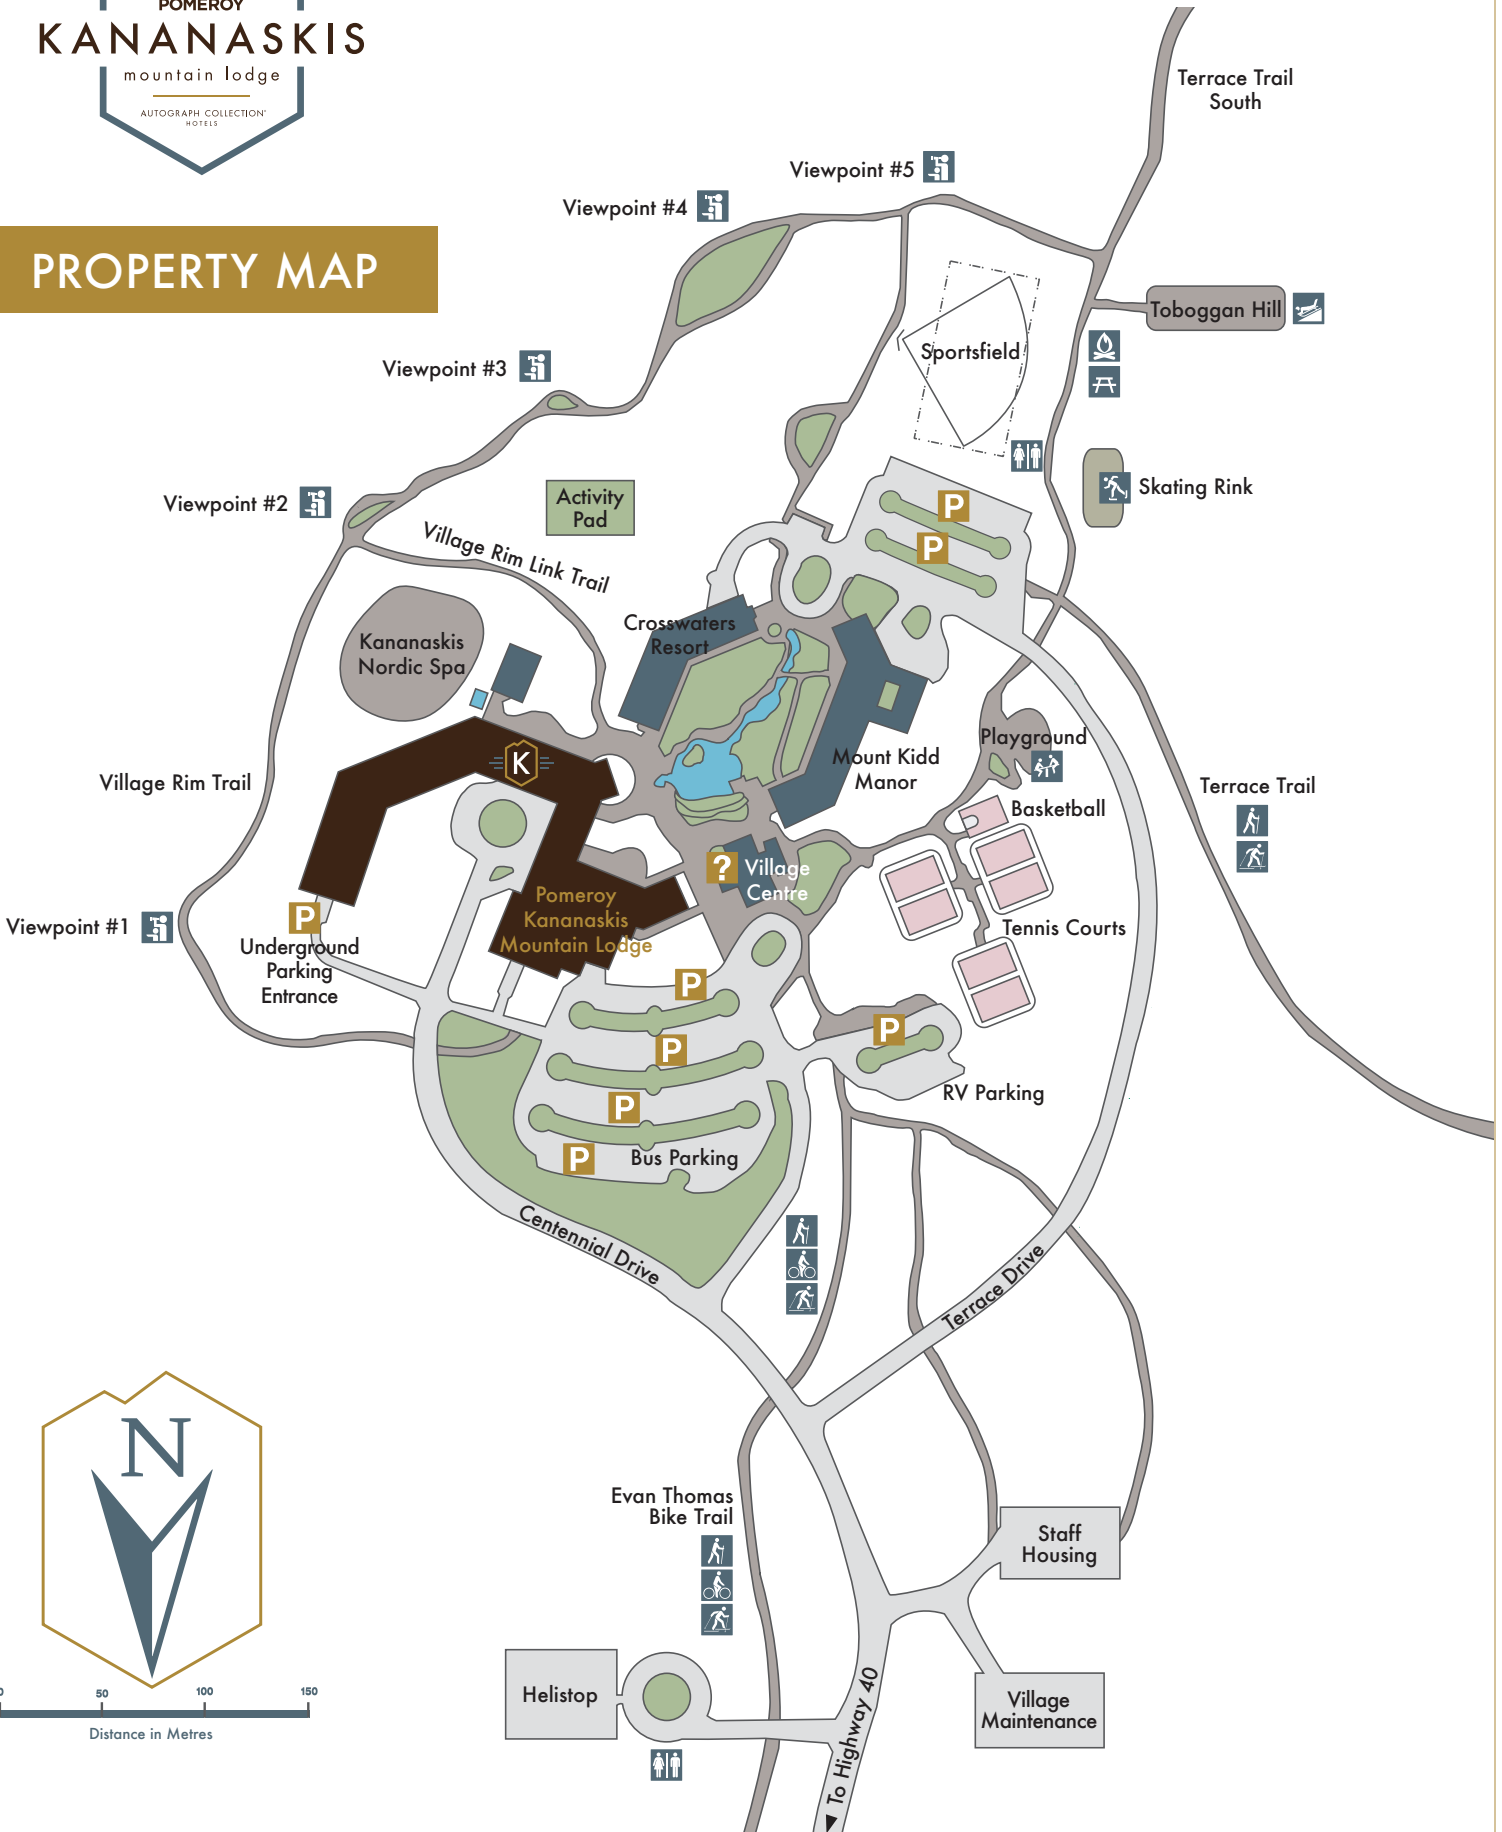 POMEROY
KANANASKIS
mountain lodge
AUTOGRAPH COLLECTION®
HOTELS
PROPERTY MAP
Terrace Trail
South
Viewpoint #5
Viewpoint #4
Toboggan Hill
Sportsfield
Viewpoint #3
Skating Rink
Viewpoint #2
Activity
Pad
P
P
Village Rim Link Trail
Crosswaters
Resort
Kananaskis
Nordic Spa
Playground
K
Mount Kidd
Manor
Village Rim Trail
Terrace Trail
Basketball
?
Village
Centre
Pomeroy
Kananaskis
Mountain Lodge
Viewpoint #1
P
Underground
Parking
Entrance
Tennis Courts
P
P
P
RV Parking
P
P
Bus Parking
Centennial Drive
Terrace Drive
N
Evan Thomas
Bike Trail
Staff
Housing
Helistop
Village
Maintenance
To Highway 40
0 50 100 150
Distance in Metres